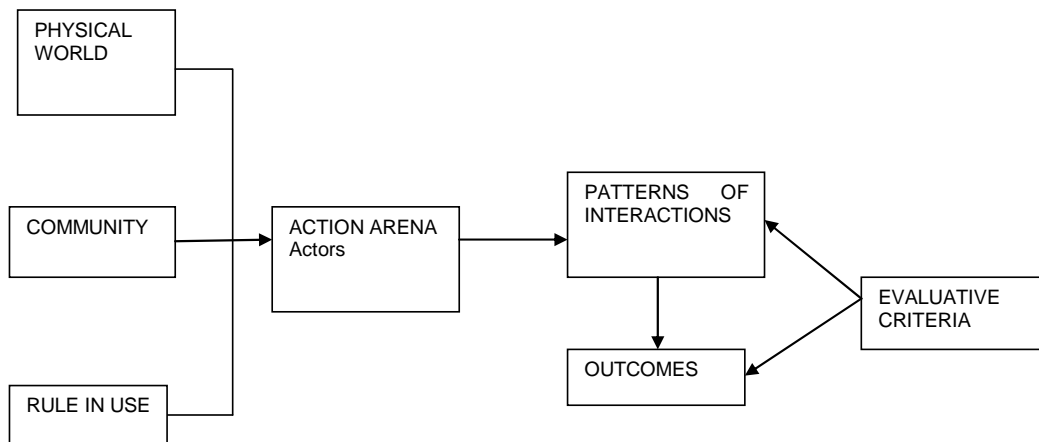 PHYSICAL
WORLD
COMMUNITY
RULE IN USE
ACTION ARENA
Actors
PATTERNS OF
INTERACTIONS
OUTCOMES
EVALUATIVE
CRITERIA